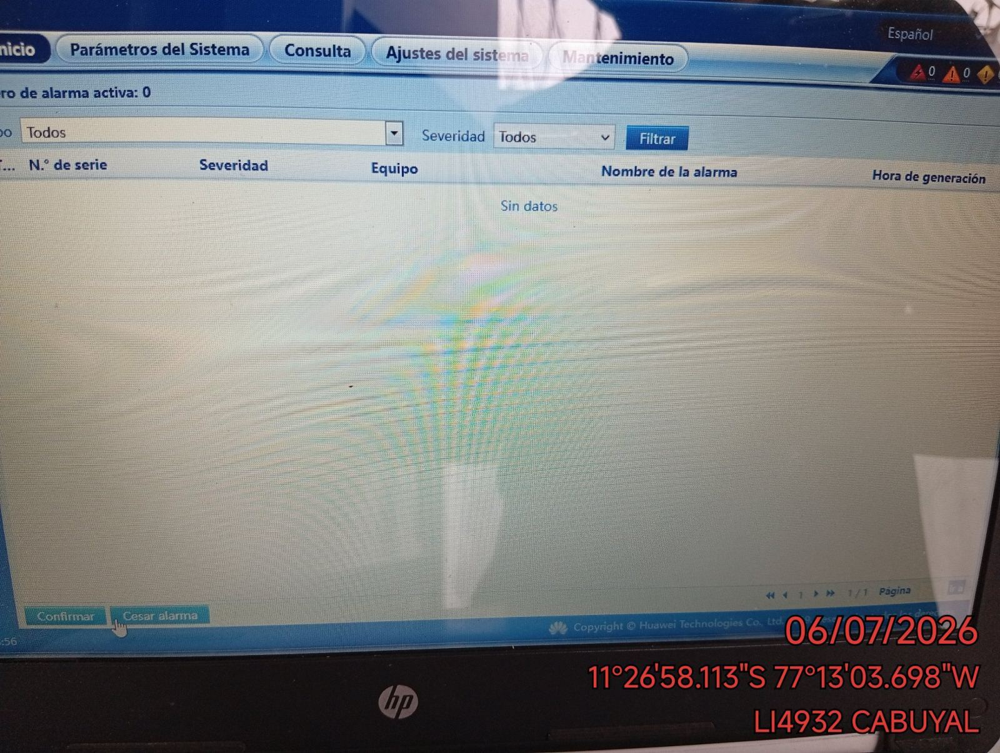 Español
nicio Parámetros del Sistema Consulta Ajustes del sistema Mantenimiento
0 0
ro de alarma activa: 0
po Todos Severidad Todos Filtrar
T... N.° de serie Severidad Equipo Nombre de la alarma Hora de generación
Sin datos
1 1 / 1 Página
Confirmar Cesar alarma
:56
Copyright © Huawei Technologies Co., Ltd.
06/07/2026
11°26'58.113"S 77°13'03.698"W
LI4932 CABUYAL
hp